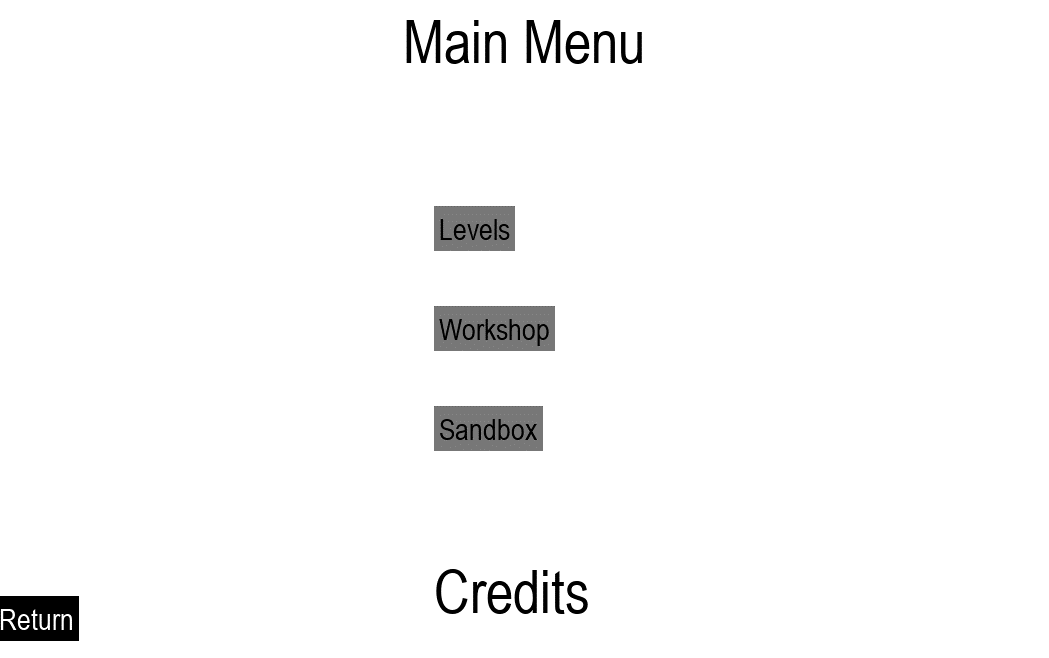 Main Menu
Levels
Workshop
Sandbox
Credits
Return